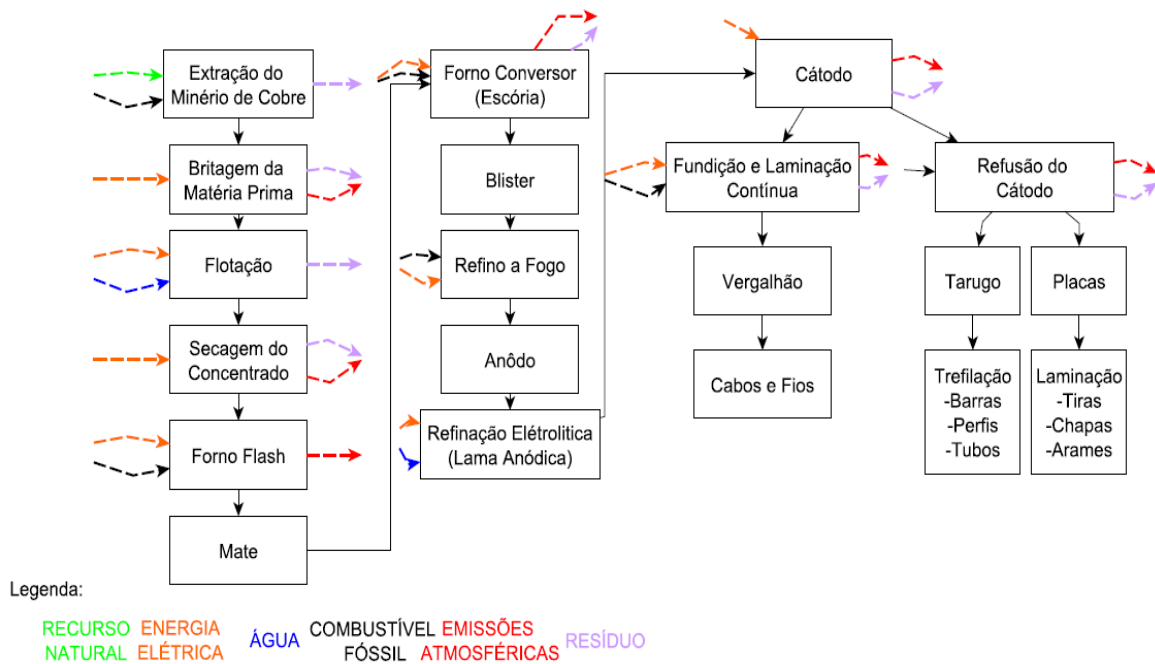 Extração do
Minério de Cobre
Britagem da
Matéria Prima
Flotação
Secagem do
Concentrado
Forno Flash
Mate
Forno Conversor
(Escória)
Blister
Refino a Fogo
Anôdo
Refinação Elétrolitica
(Lama Anódica)
Cátodo
Fundição e Laminação
Contínua
Refusão do
Cátodo
Vergalhão
Tarugo
Placas
Cabos e Fios
Trefilação
-Barras
-Perfis
-Tubos
Laminação
-Tiras
-Chapas
-Arames
Legenda:
RECURSO
NATURAL
ENERGIA
ELÉTRICA
ÁGUA
COMBUSTÍVEL
FÓSSIL
EMISSÕES
ATMOSFÉRICAS
RESÍDUO